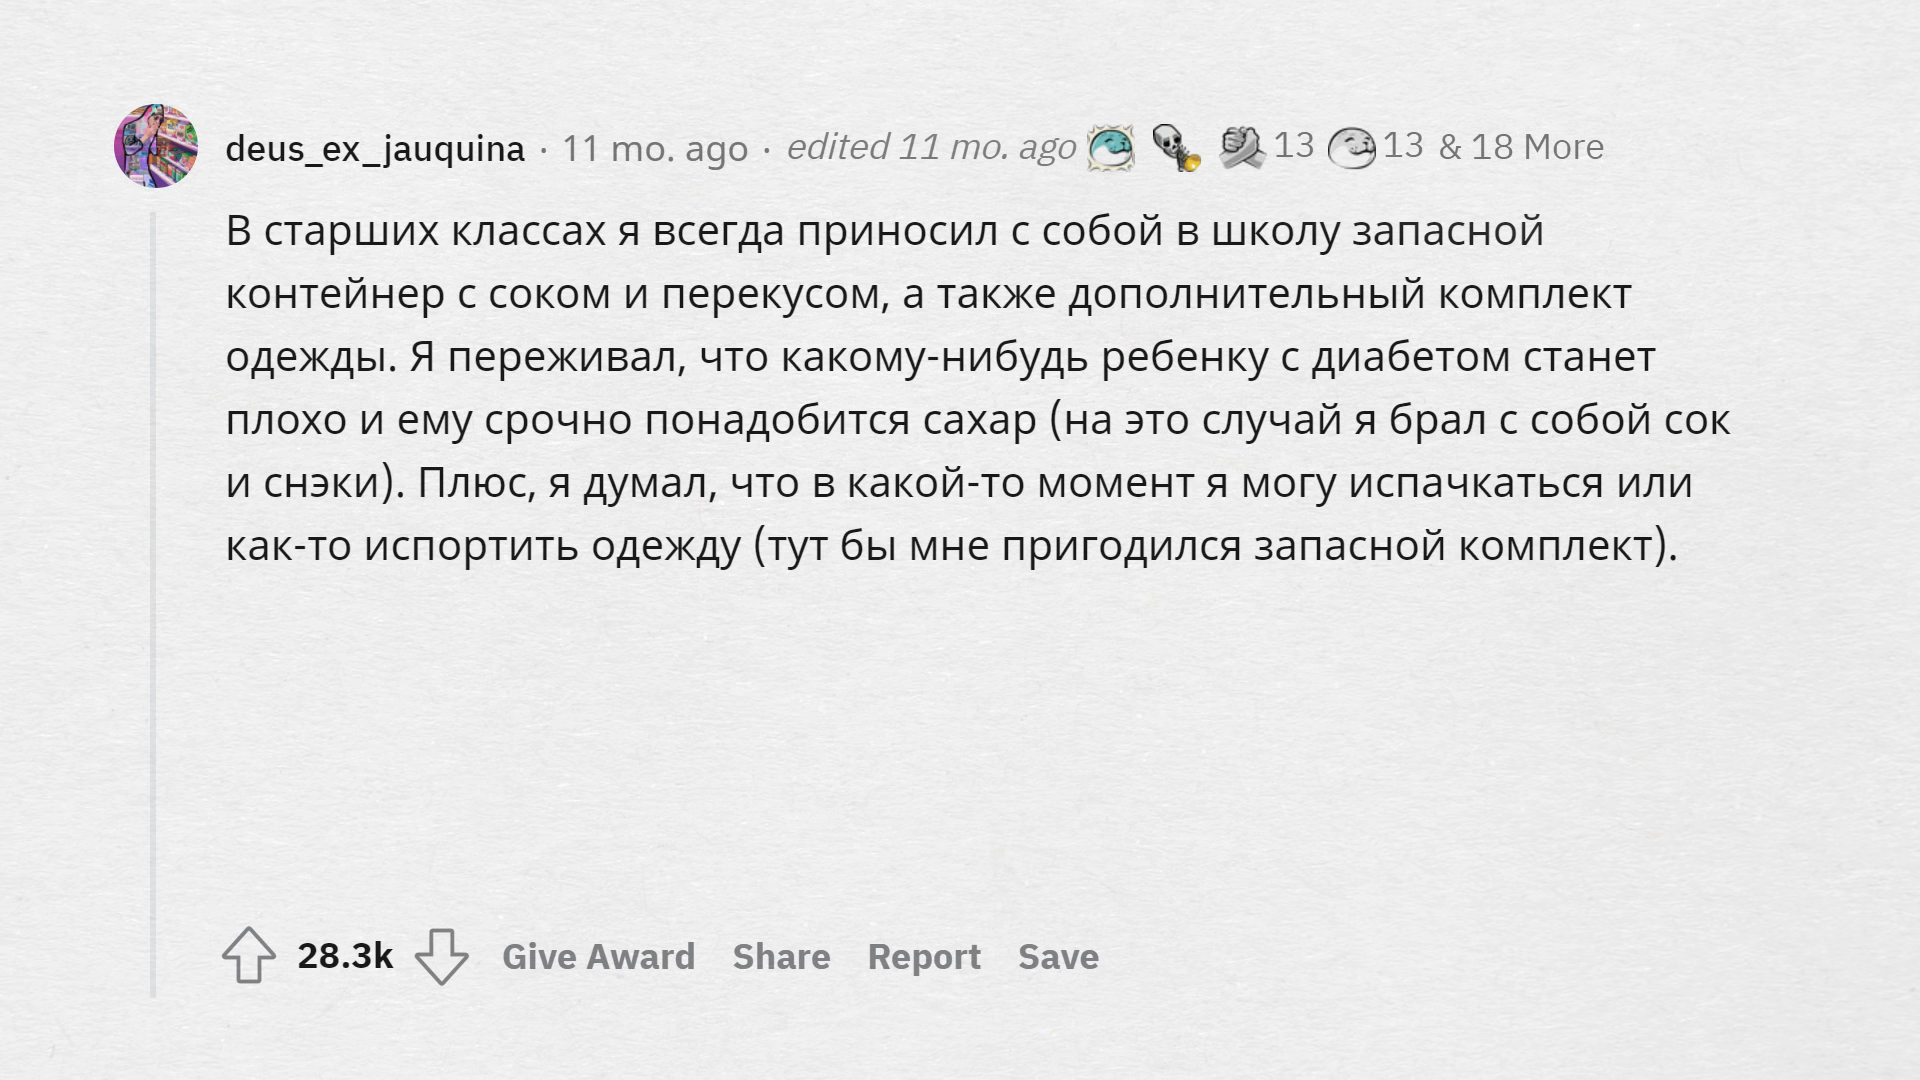 deus_ex_jauquina · 11 mo. ago · edited 11 mo. ago 13 13 & 18 More
В старших классах я всегда приносил с собой в школу запасной
контейнер с соком и перекусом, а также дополнительный комплект
одежды. Я переживал, что какому-нибудь ребенку с диабетом станет
плохо и ему срочно понадобится сахар (на это случай я брал с собой сок
и снэки). Плюс, я думал, что в какой-то момент я могу испачкаться или
как-то испортить одежду (тут бы мне пригодился запасной комплект).
28.3k Give Award Share Report Save